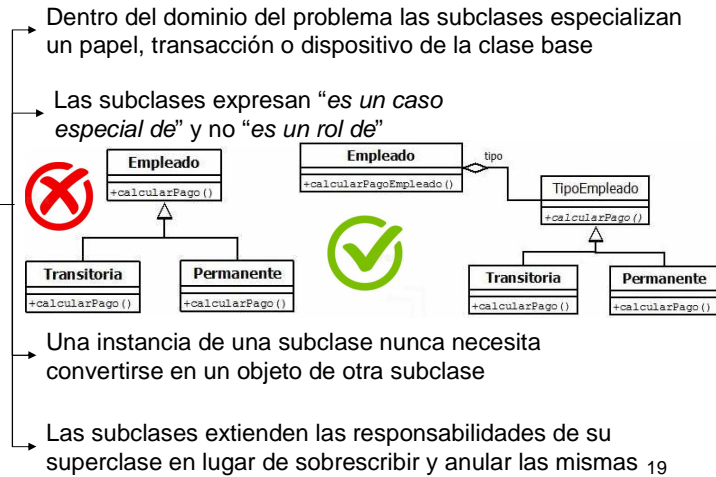 Dentro del dominio del problema las subclases especializan
un papel, transacción o dispositivo de la clase base
Las subclases expresan “es un caso
especial de” y no “es un rol de”
Empleado
+calcularPago()
Transitoria
+calcularPago()
Permanente
+calcularPago()
Empleado
+calcularPagoEmpleado()
tipo
TipoEmpleado
+calcularPago()
Transitoria
+calcularPago()
Permanente
+calcularPago()
Una instancia de una subclase nunca necesita
convertirse en un objeto de otra subclase
Las subclases extienden las responsabilidades de su
superclase en lugar de sobrescribir y anular las mismas
19